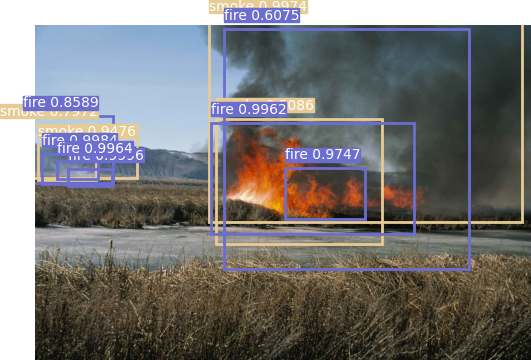 smoke 0.9974
fire 0.6075
fire 0.8589
smoke 0.7972
fire 0.9962
086
smoke 0.9476
fire 0.9984
fire 0.9964
fire 0.9747